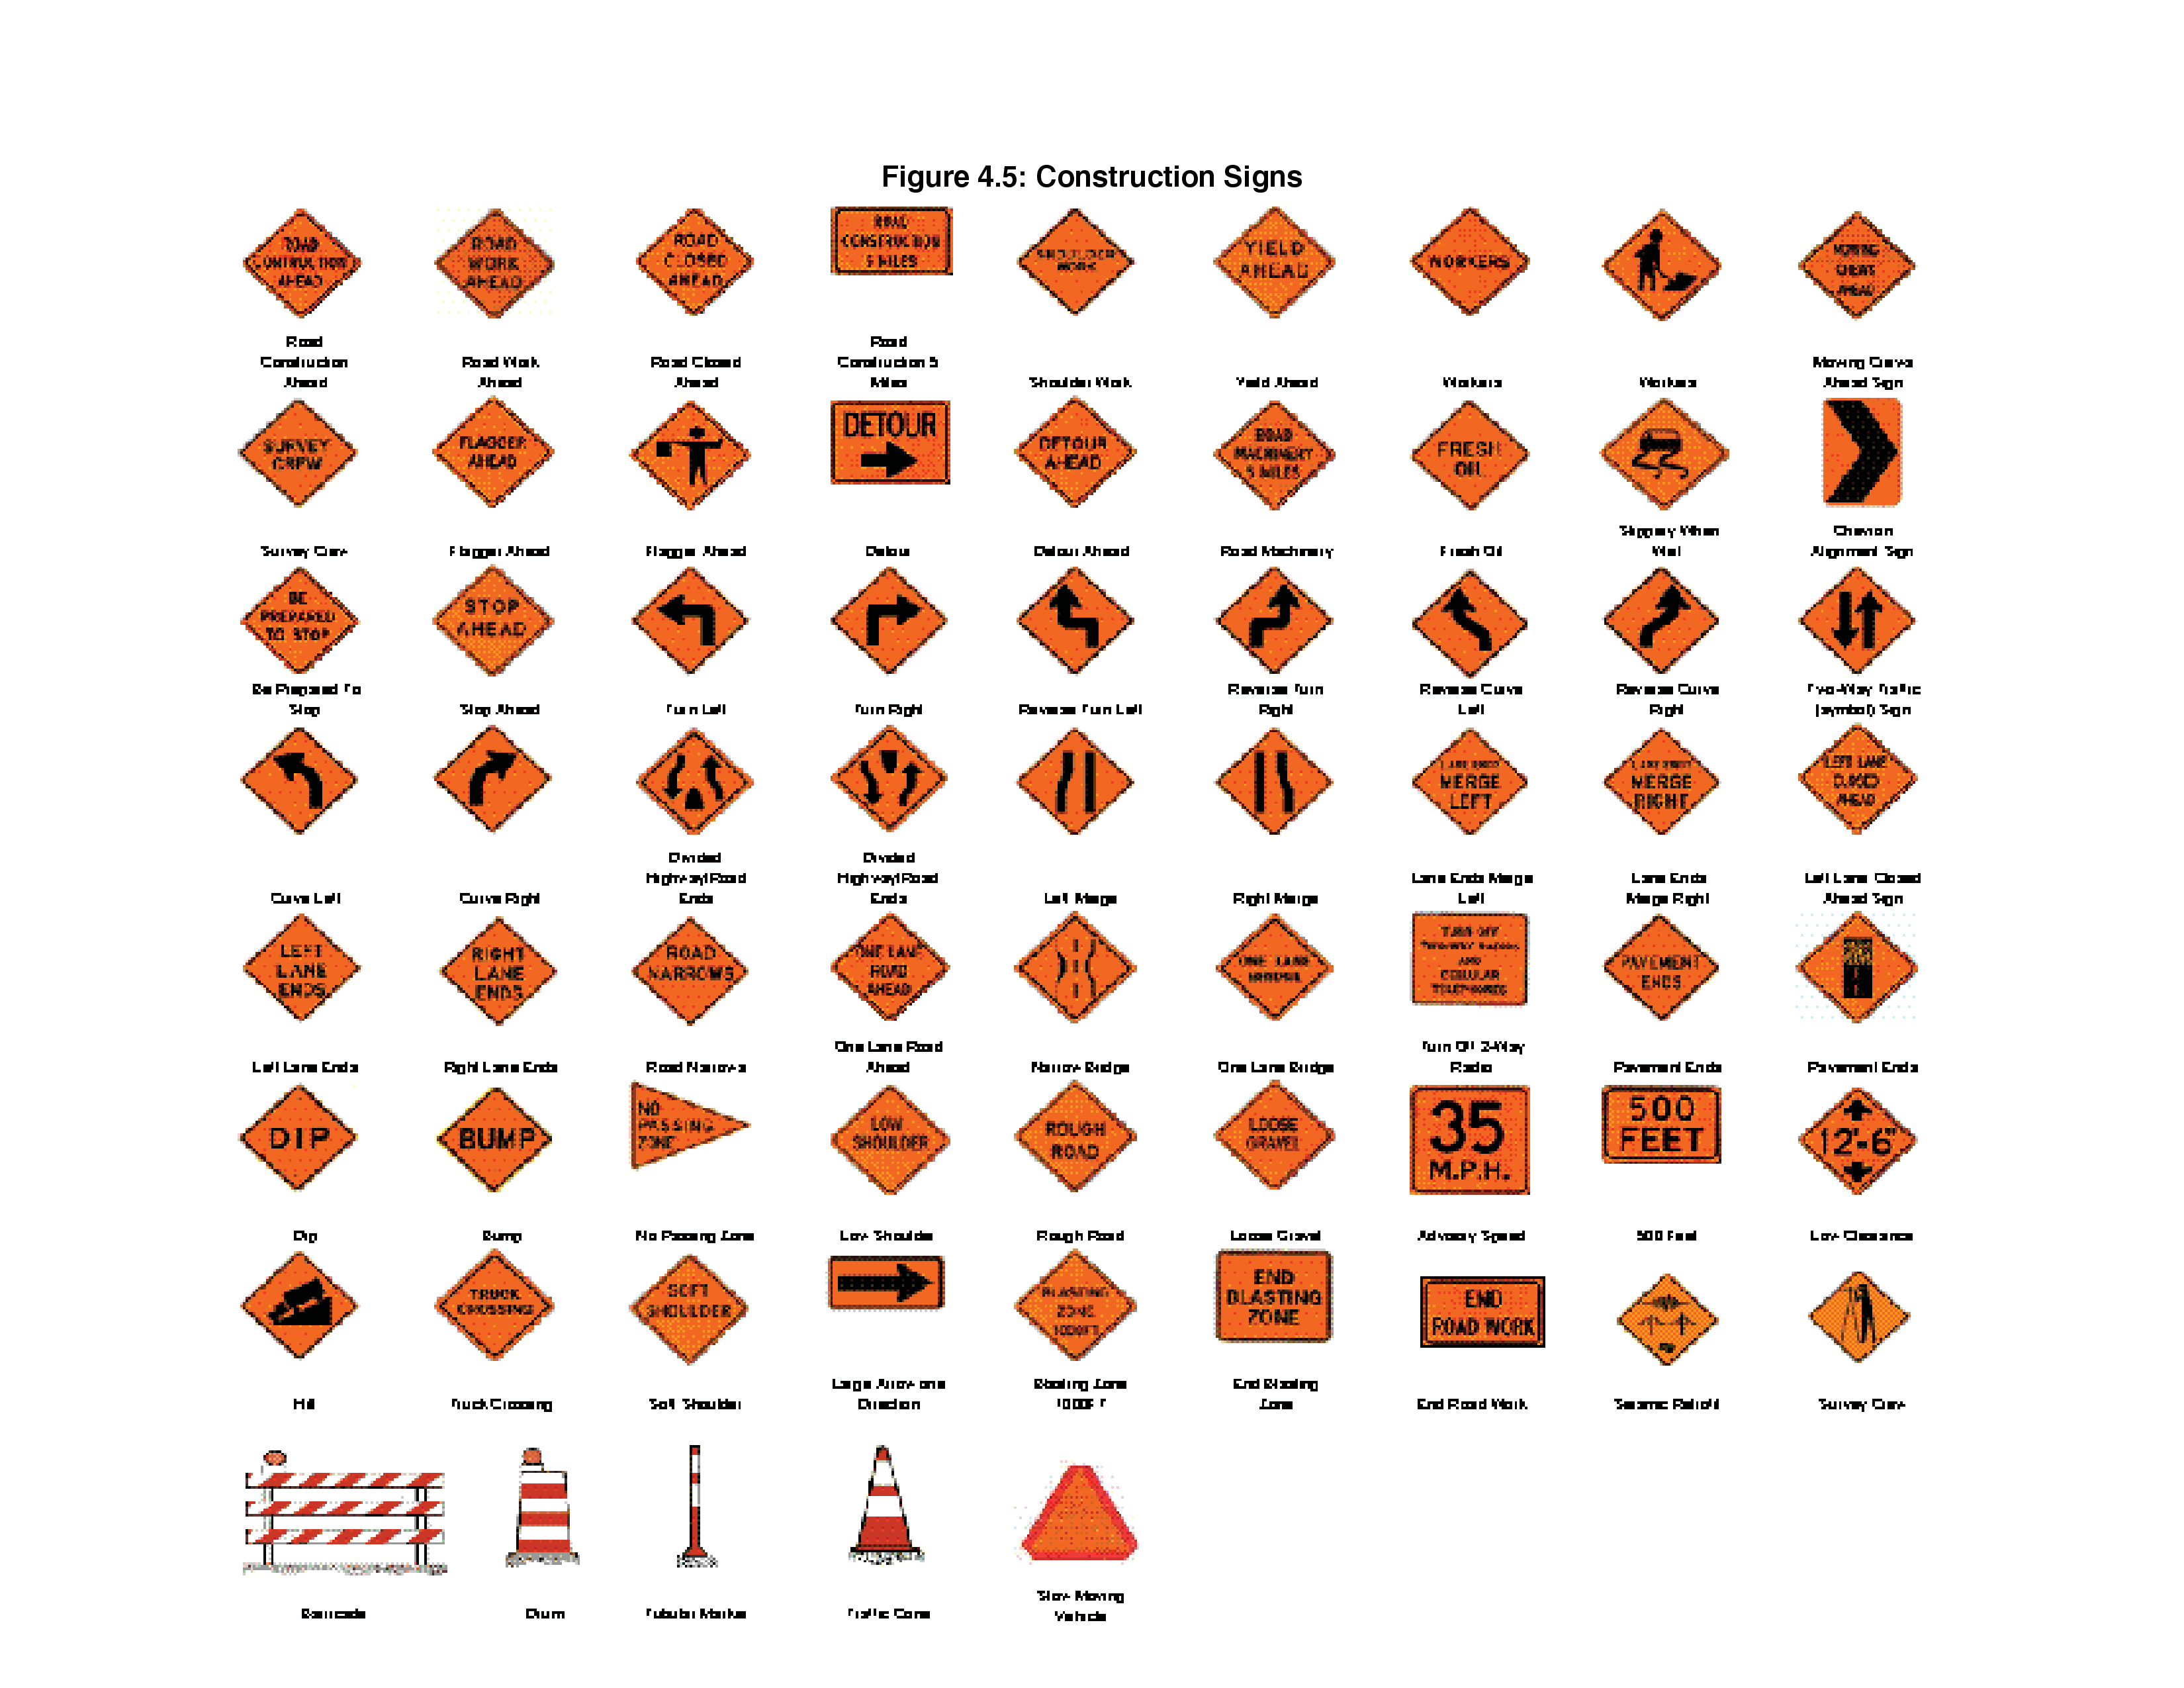 Figure 4.5: Construction Signs
ROAD
CONTRUCTION
AHEAD
ROAD
WORK
AHEAD
ROAD
CLOSED
AHEAD
ROAD
CONSTRUCTION
5 MILES
SHOULDER
WORK
YIELD
AHEAD
WORKERS
MOVING
CREWS
AHEAD
Road
Construction
Ahead
Road Work
Ahead
Road Closed
Ahead
Road
Construction 5
Miles
Shoulder Work
Yield Ahead
Workers
Workers
Moving Crews
Ahead Sign
SURVEY
CREW
FLAGGER
AHEAD
DETOUR
DETOUR
AHEAD
ROAD
MACHINERY
5 MILES
FRESH
OIL
Survey Crew
Flagger Ahead
Flagger Ahead
Detour
Detour Ahead
Road Machinery
Fresh Oil
Slippery When
Wet
Chevron
Alignment Sign
BE
PREPARED
TO STOP
STOP
AHEAD
Be Prepared To
Stop
Stop Ahead
Turn Left
Turn Right
Reverse Turn Left
Reverse Turn
Right
Reverse Curve
Left
Reverse Curve
Right
Two-Way Traffic
(symbol) Sign
LANE ENDS
MERGE
LEFT
LANE ENDS
MERGE
RIGHT
LEFT LANE
CLOSED
AHEAD
Curve Left
Curve Right
Divided
Highway/Road
Ends
Divided
Highway/Road
Ends
Left Merge
Right Merge
Lane Ends Merge
Left
Lane Ends
Merge Right
Left Lane Closed
Ahead Sign
LEFT
LANE
ENDS
RIGHT
LANE
ENDS
ROAD
NARROWS
ONE LANE
ROAD
AHEAD
ONE LANE
BRIDGE
TURN OFF
TWO-WAY RADIOS
AND
CELLULAR
TELEPHONES
PAVEMENT
ENDS
Left Lane Ends
Right Lane Ends
Road Narrows
One Lane Road
Ahead
Narrow Bridge
One Lane Bridge
Turn Off 2-Way
Radio
Pavement Ends
Pavement Ends
DIP
BUMP
NO
PASSING
ZONE
LOW
SHOULDER
ROUGH
ROAD
LOOSE
GRAVEL
35
M.P.H.
500
FEET
12'-6"
Dip
Bump
No Passing Zone
Low Shoulder
Rough Road
Loose Gravel
Advisory Speed
500 Feet
Low Clearance
TRUCK
CROSSING
SOFT
SHOULDER
BLASTING
ZONE
1000FT
END
BLASTING
ZONE
END
ROAD WORK
Hill
Truck Crossing
Soft Shoulder
Large Arrow one
Direction
Blasting Zone
1000FT
End Blasting
Zone
End Road Work
Seismic Retrofit
Survey Crew
Barricade
Drum
Tubular Marker
Traffic Cone
Slow Moving
Vehicle